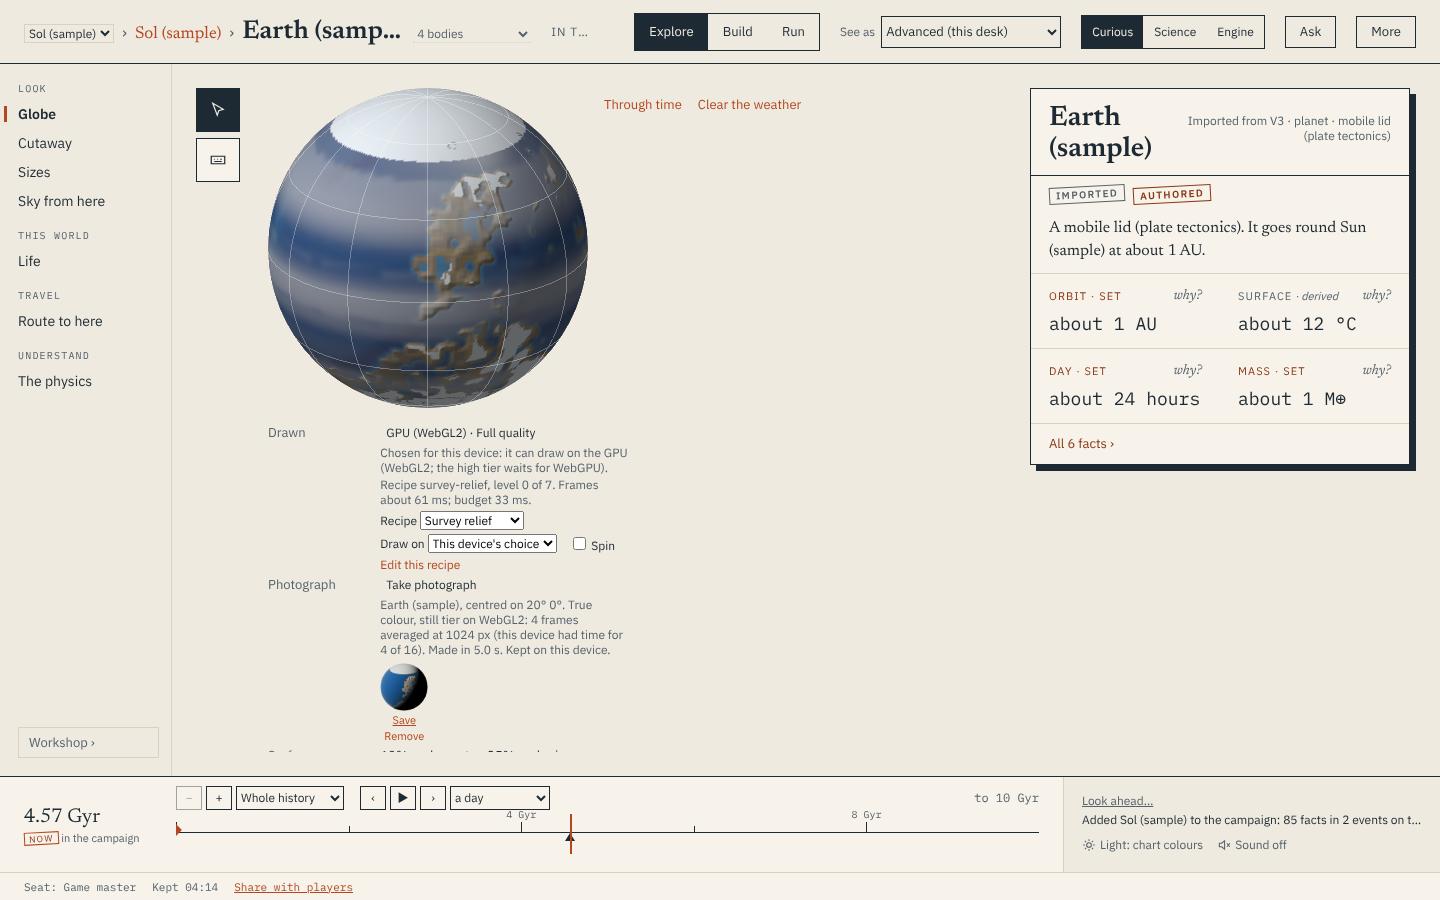 Sol (sample) › Sol (sample) › Earth (samp... 4 bodies IN T... Explore Build Run See as Advanced (this desk) Curious Science Engine Ask More
LOOK
Globe
Cutaway
Sizes
Sky from here
THIS WORLD
Life
TRAVEL
Route to here
UNDERSTAND
The physics
Workshop ›
Through time Clear the weather
Drawn GPU (WebGL2) · Full quality
Chosen for this device: it can draw on the GPU
(WebGL2; the high tier waits for WebGPU).
Recipe survey-relief, level 0 of 7. Frames
about 61 ms; budget 33 ms.
Recipe Survey relief
Draw on This device's choice Spin
Edit this recipe
Photograph Take photograph
Earth (sample), centred on 20° 0°. True
colour, still tier on WebGL2: 4 frames
averaged at 1024 px (this device had time for
4 of 16). Made in 5.0 s. Kept on this device.
Save
Remove
Earth
(sample)
Imported from V3 · planet · mobile lid
(plate tectonics)
IMPORTED AUTHORED
A mobile lid (plate tectonics). It goes round Sun
(sample) at about 1 AU.
ORBIT · SET why? SURFACE · derived why?
about 1 AU about 12 °C
DAY · SET why? MASS · SET why?
about 24 hours about 1 M⊕
All 6 facts ›
4.57 Gyr
NOW in the campaign
− + Whole history ‹ ▶ › a day to 10 Gyr
4 Gyr 8 Gyr
Look ahead...
Added Sol (sample) to the campaign: 85 facts in 2 events on t...
Light: chart colours Sound off
Seat: Game master Kept 04:14 Share with players